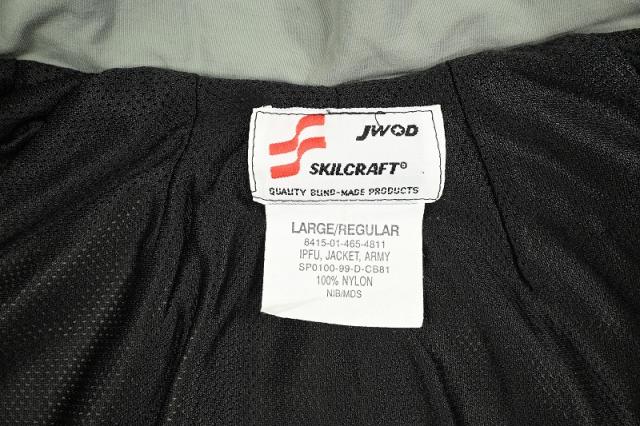 JWOD
SKILCRAFT®
QUALITY BLIND-MADE PRODUCTS
LARGE/REGULAR
8415-01-465-4811
IPFU, JACKET, ARMY
SP0100-99-D-CB81
100% NYLON
NIB/MDS